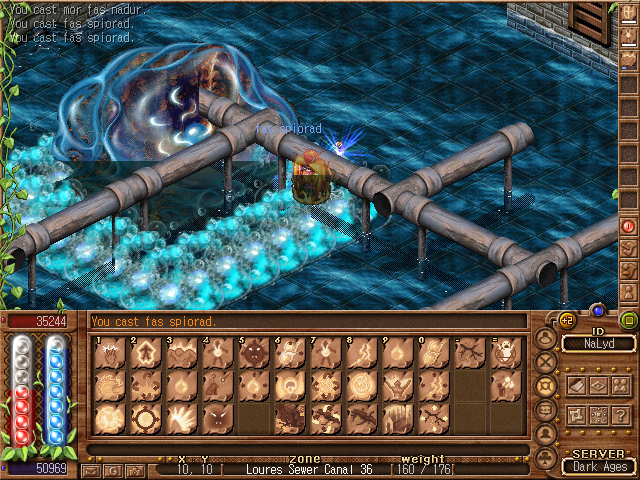 You cast mor fas nadur.
You cast fas spiorad.
You cast fas spiorad.
fas spiorad
35244
You cast fas spiorad.
+2
ID
NaLyd
1 2 3 4 5 6 7 8 9 0 - =
x, y zone weight
50969
G
10, 10 [ Loures Sewer Canal 36 [160 / 176[
?
SERVER
Dark Ages